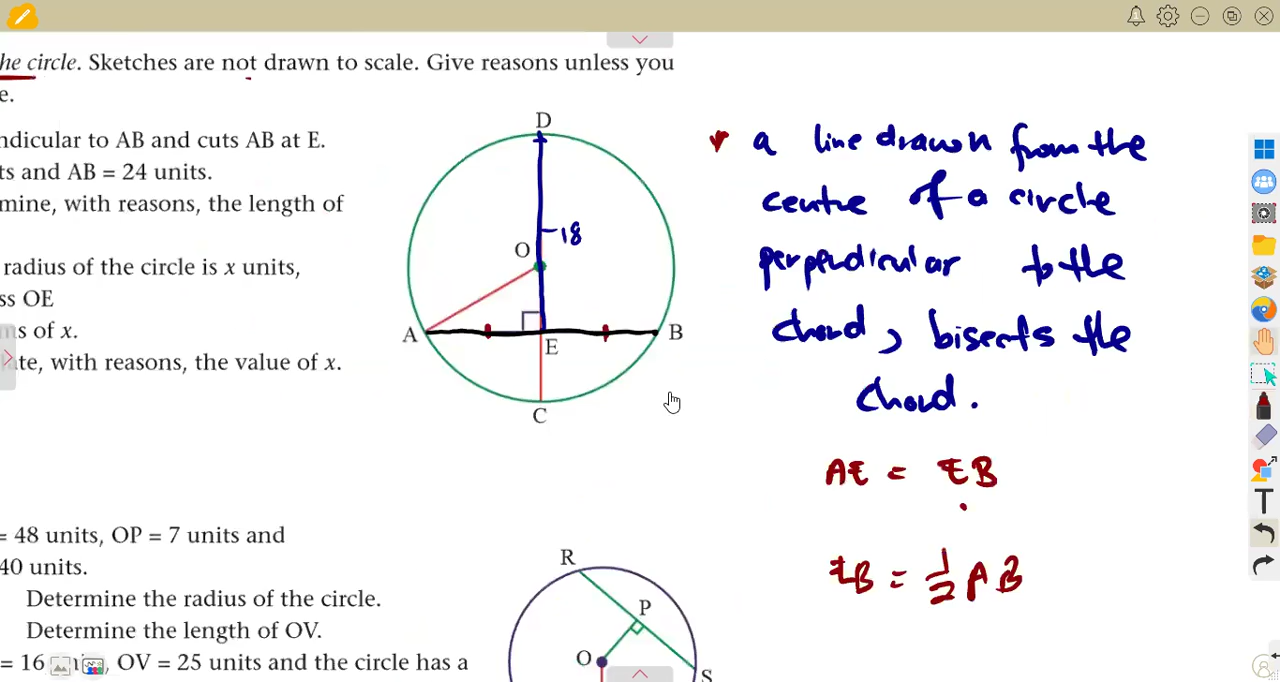 he circle. Sketches are not drawn to scale. Give reasons unless you
e.
ndicular to AB and cuts AB at E.
ts and AB = 24 units.
mine, with reasons, the length of
radius of the circle is x units,
ss OE
ms of x.
ate, with reasons, the value of x.
D
18
O
A
B
E
C
a line drawn from the
centre of a circle
perpendicular to the
chord, bisects the
chord.
AE = EB
EB = 1/2 AB
= 48 units, OP = 7 units and
40 units.
Determine the radius of the circle.
Determine the length of OV.
= 16 OV = 25 units and the circle has a
R
P
O
S
T